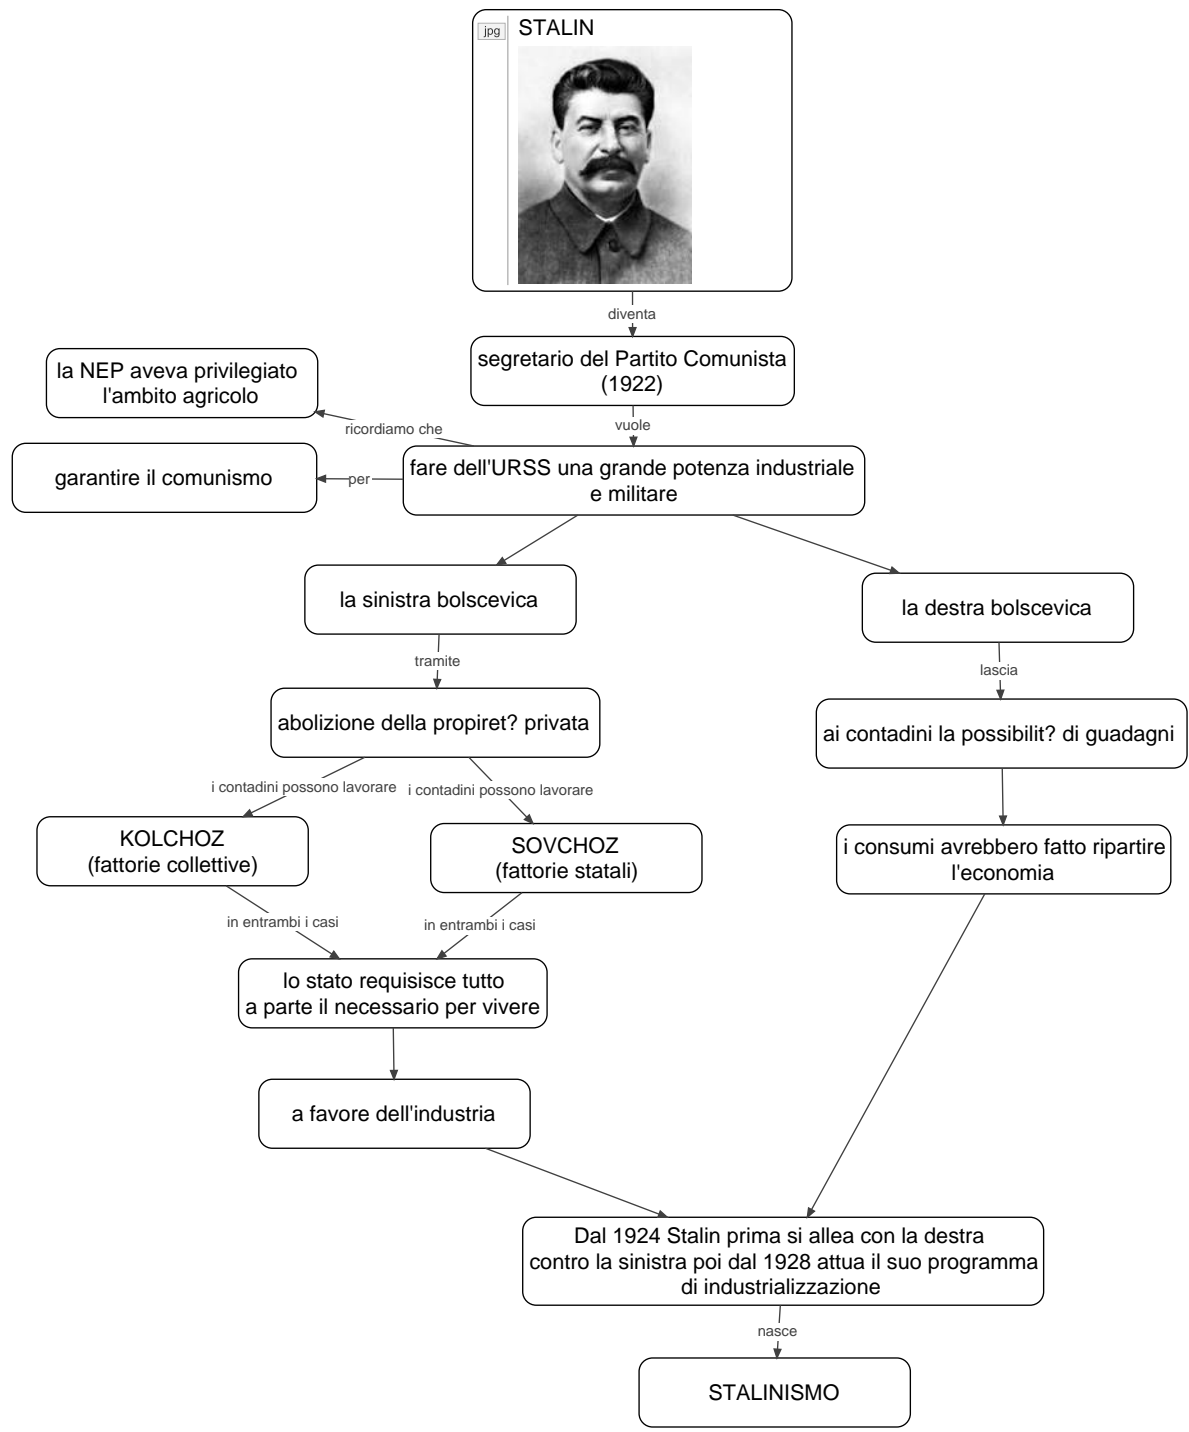 jpg
STALIN
diventa
segretario del Partito Comunista
(1922)
la NEP aveva privilegiato
l'ambito agricolo
ricordiamo che
vuole
garantire il comunismo
per
fare dell'URSS una grande potenza industriale
e militare
la sinistra bolscevica
la destra bolscevica
tramite
lascia
abolizione della propiret? privata
ai contadini la possibilit? di guadagni
i contadini possono lavorare
i contadini possono lavorare
KOLCHOZ
(fattorie collettive)
SOVCHOZ
(fattorie statali)
i consumi avrebbero fatto ripartire
l'economia
in entrambi i casi
in entrambi i casi
lo stato requisisce tutto
a parte il necessario per vivere
a favore dell'industria
Dal 1924 Stalin prima si allea con la destra
contro la sinistra poi dal 1928 attua il suo programma
di industrializzazione
nasce
STALINISMO